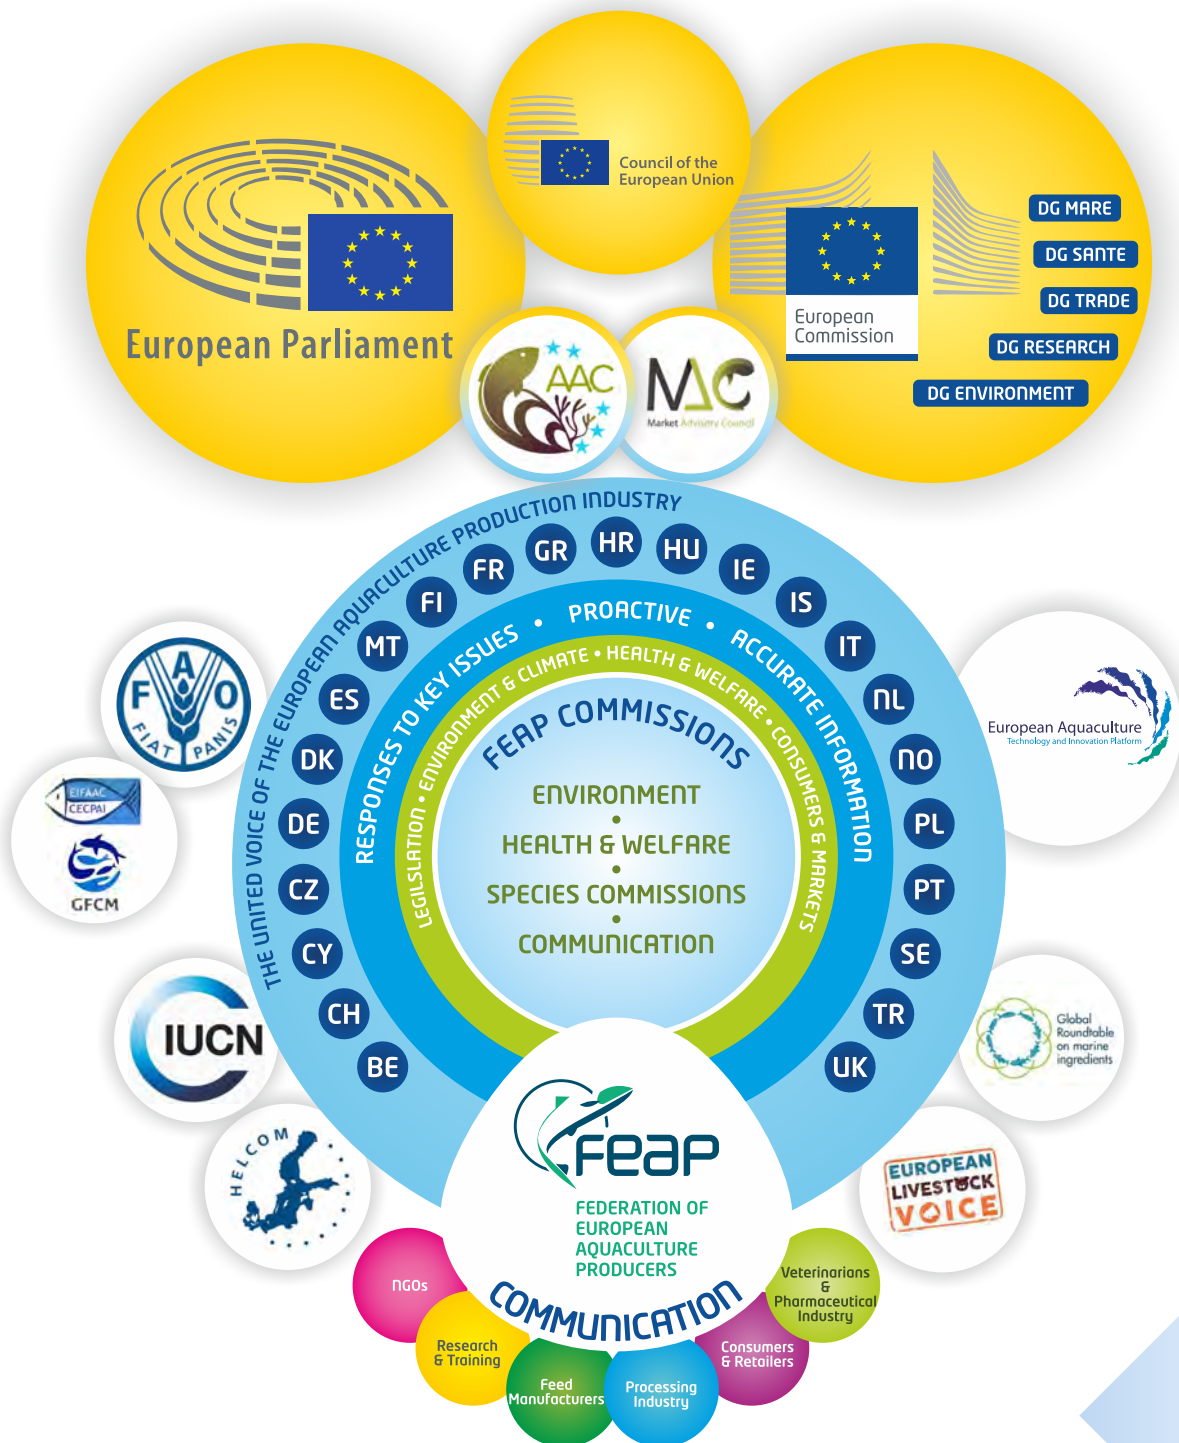 Council of the
European Union
European Parliament
European
Commission
DG MARE
DG SANTE
DG TRADE
DG RESEARCH
DG ENVIRONMENT
AAC
MAC
Market Advisory Council
THE UNITED VOICE OF THE EUROPEAN AQUACULTURE PRODUCTION INDUSTRY
BE
CH
CY
CZ
DE
DK
ES
MT
FI
FR
GR
HR
HU
IE
IS
IT
NL
NO
PL
PT
SE
TR
UK
RESPONSES TO KEY ISSUES • PROACTIVE • ACCURATE INFORMATION
LEGILSLATION • ENVIRONMENT & CLIMATE • HEALTH & WELFARE • CONSUMERS & MARKETS
FEAP COMMISSIONS
ENVIRONMENT
•
HEALTH & WELFARE
•
SPECIES COMMISSIONS
•
COMMUNICATION
FAO
FIAT PANIS
EIFAAC
CECPAI
GFCM
IUCN
HELCOM
European Aquaculture
Technology and Innovation Platform
Global
Roundtable
on marine
ingredients
EUROPEAN
LIVESTOCK
VOICE
FEAP
FEDERATION OF
EUROPEAN
AQUACULTURE
PRODUCERS
COMMUNICATION
NGOs
Research
& Training
Feed
Manufacturers
Processing
Industry
Consumers
& Retailers
Veterinarians
&
Pharmaceutical
Industry